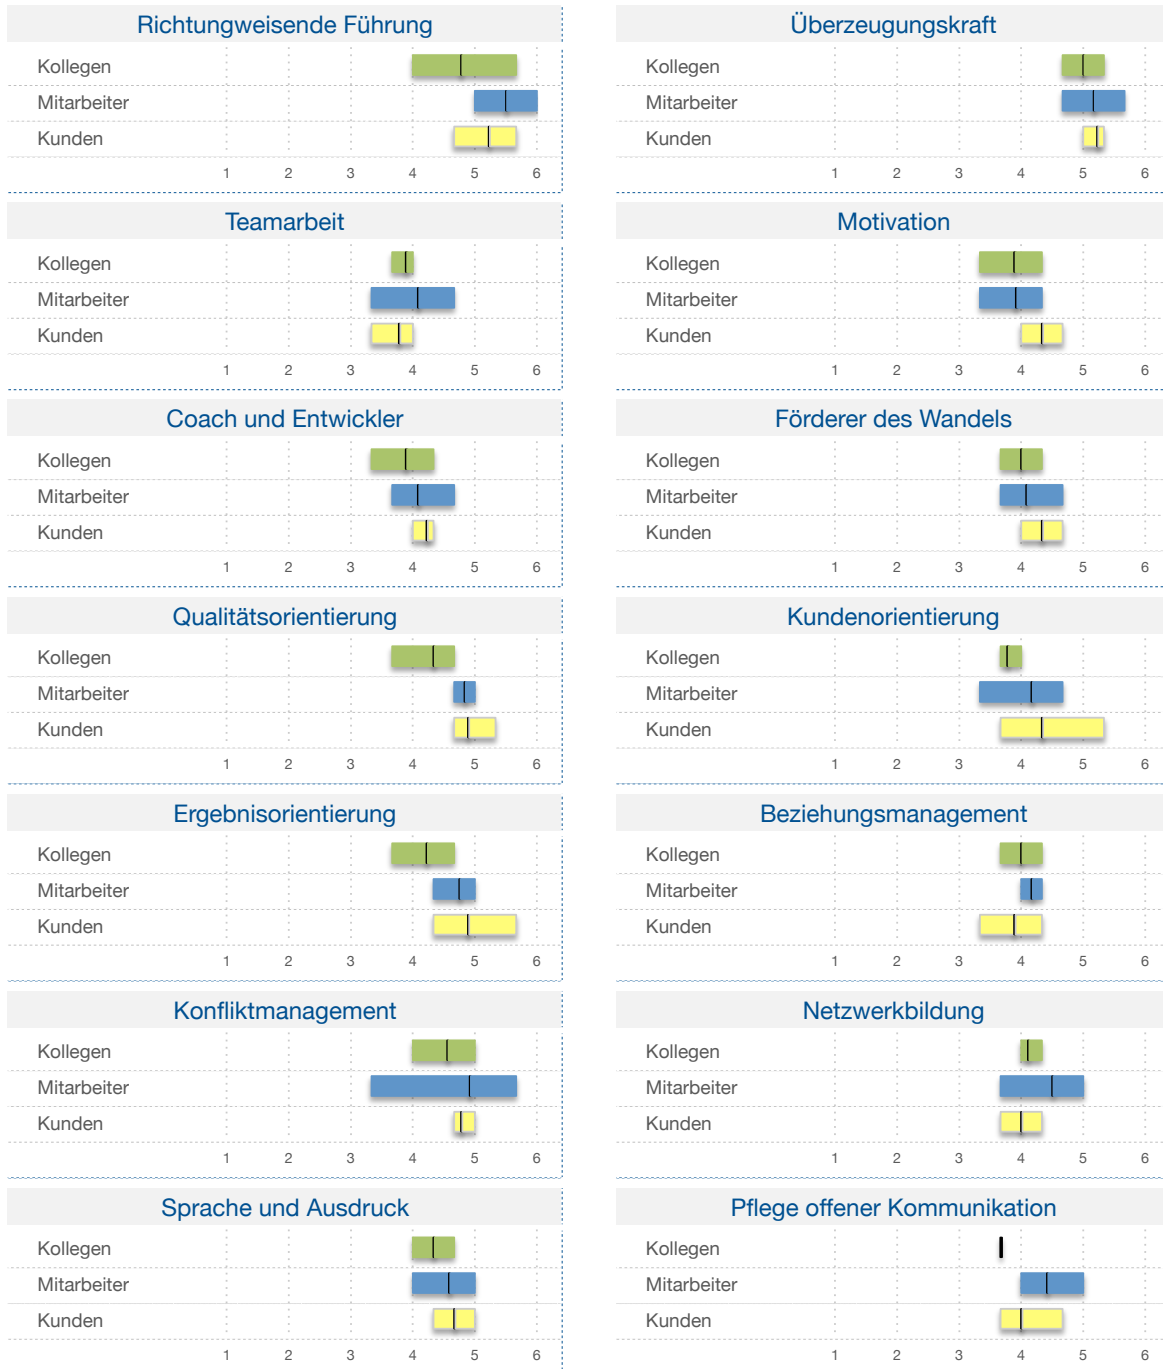 Richtungweisende Führung
Kollegen
Mitarbeiter
Kunden
1 2 3 4 5 6
Überzeugungskraft
Kollegen
Mitarbeiter
Kunden
1 2 3 4 5 6
Teamarbeit
Kollegen
Mitarbeiter
Kunden
1 2 3 4 5 6
Motivation
Kollegen
Mitarbeiter
Kunden
1 2 3 4 5 6
Coach und Entwickler
Kollegen
Mitarbeiter
Kunden
1 2 3 4 5 6
Förderer des Wandels
Kollegen
Mitarbeiter
Kunden
1 2 3 4 5 6
Qualitätsorientierung
Kollegen
Mitarbeiter
Kunden
1 2 3 4 5 6
Kundenorientierung
Kollegen
Mitarbeiter
Kunden
1 2 3 4 5 6
Ergebnisorientierung
Kollegen
Mitarbeiter
Kunden
1 2 3 4 5 6
Beziehungsmanagement
Kollegen
Mitarbeiter
Kunden
1 2 3 4 5 6
Konfliktmanagement
Kollegen
Mitarbeiter
Kunden
1 2 3 4 5 6
Netzwerkbildung
Kollegen
Mitarbeiter
Kunden
1 2 3 4 5 6
Sprache und Ausdruck
Kollegen
Mitarbeiter
Kunden
1 2 3 4 5 6
Pflege offener Kommunikation
Kollegen
Mitarbeiter
Kunden
1 2 3 4 5 6